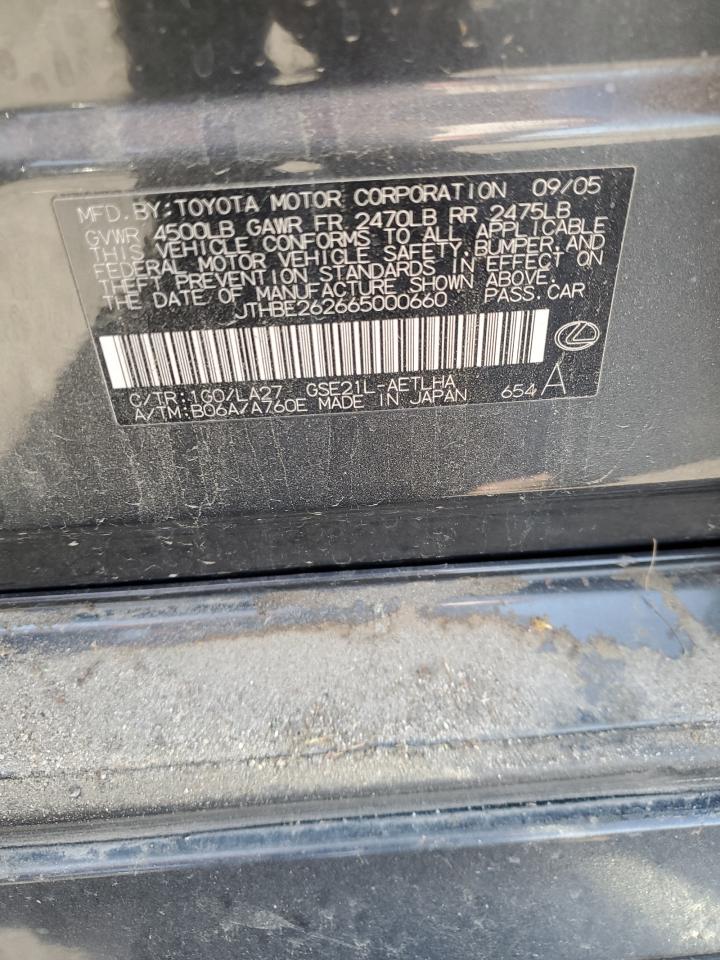 MFD. BY: TOYOTA MOTOR CORPORATION 09/05
GVWR 4500LB GAWR FR 2470LB RR 2475LB
THIS VEHICLE CONFORMS TO ALL APPLICABLE
FEDERAL MOTOR VEHICLE SAFETY, BUMPER, AND
THEFT PREVENTION STANDARDS IN EFFECT ON
THE DATE OF MANUFACTURE SHOWN ABOVE.
JTHBE262665000660 PASS. CAR
C/TR: 1G0/LA27 GSE21L-AETLHA
A/TM: B06A/A760E MADE IN JAPAN 654 A